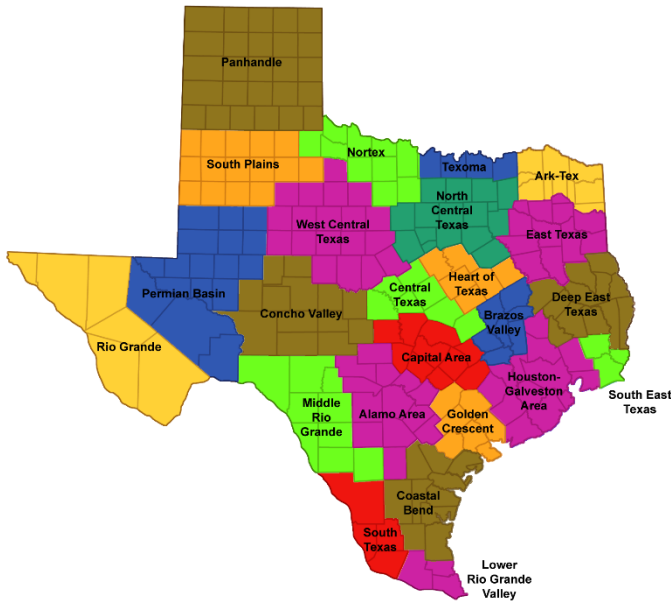 Panhandle
South Plains
Nortex
Texoma
Ark-Tex
North
Central
Texas
West Central
Texas
East Texas
Heart of
Texas
Central
Texas
Permian Basin
Concho Valley
Brazos
Valley
Deep East
Texas
Rio Grande
Capital Area
Houston-
Galveston
Area
South East
Texas
Middle
Rio
Grande
Alamo Area
Golden
Crescent
Coastal
Bend
South
Texas
Lower
Rio Grande
Valley